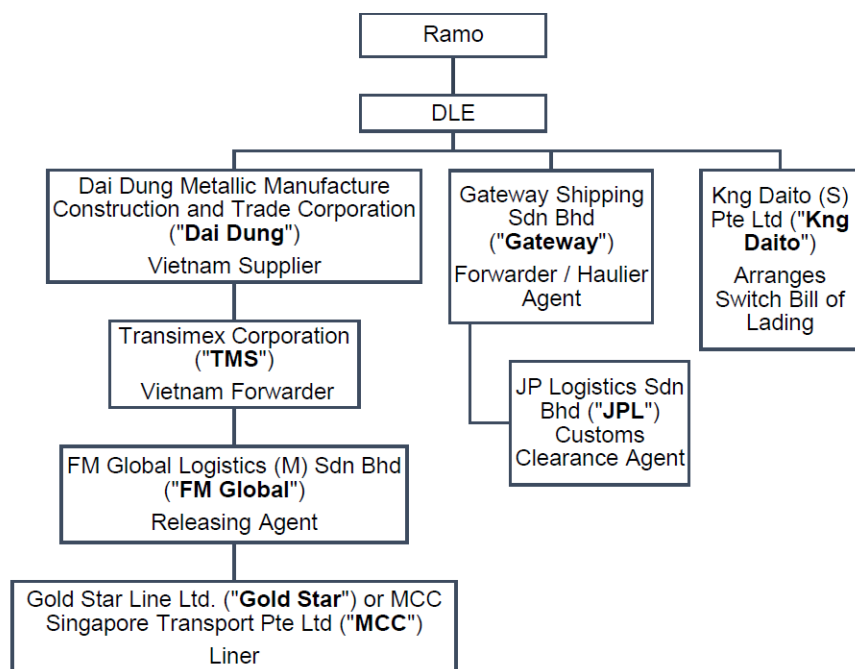 Ramo
DLE
Dai Dung Metallic Manufacture
Construction and Trade Corporation
("Dai Dung")
Vietnam Supplier
Gateway Shipping
Sdn Bhd
("Gateway")
Forwarder / Haulier
Agent
Kng Daito (S)
Pte Ltd ("Kng
Daito")
Arranges
Switch Bill of
Lading
Transimex Corporation
("TMS")
Vietnam Forwarder
JP Logistics Sdn
Bhd ("JPL")
Customs
Clearance Agent
FM Global Logistics (M) Sdn Bhd
("FM Global")
Releasing Agent
Gold Star Line Ltd. ("Gold Star") or MCC
Singapore Transport Pte Ltd ("MCC")
Liner